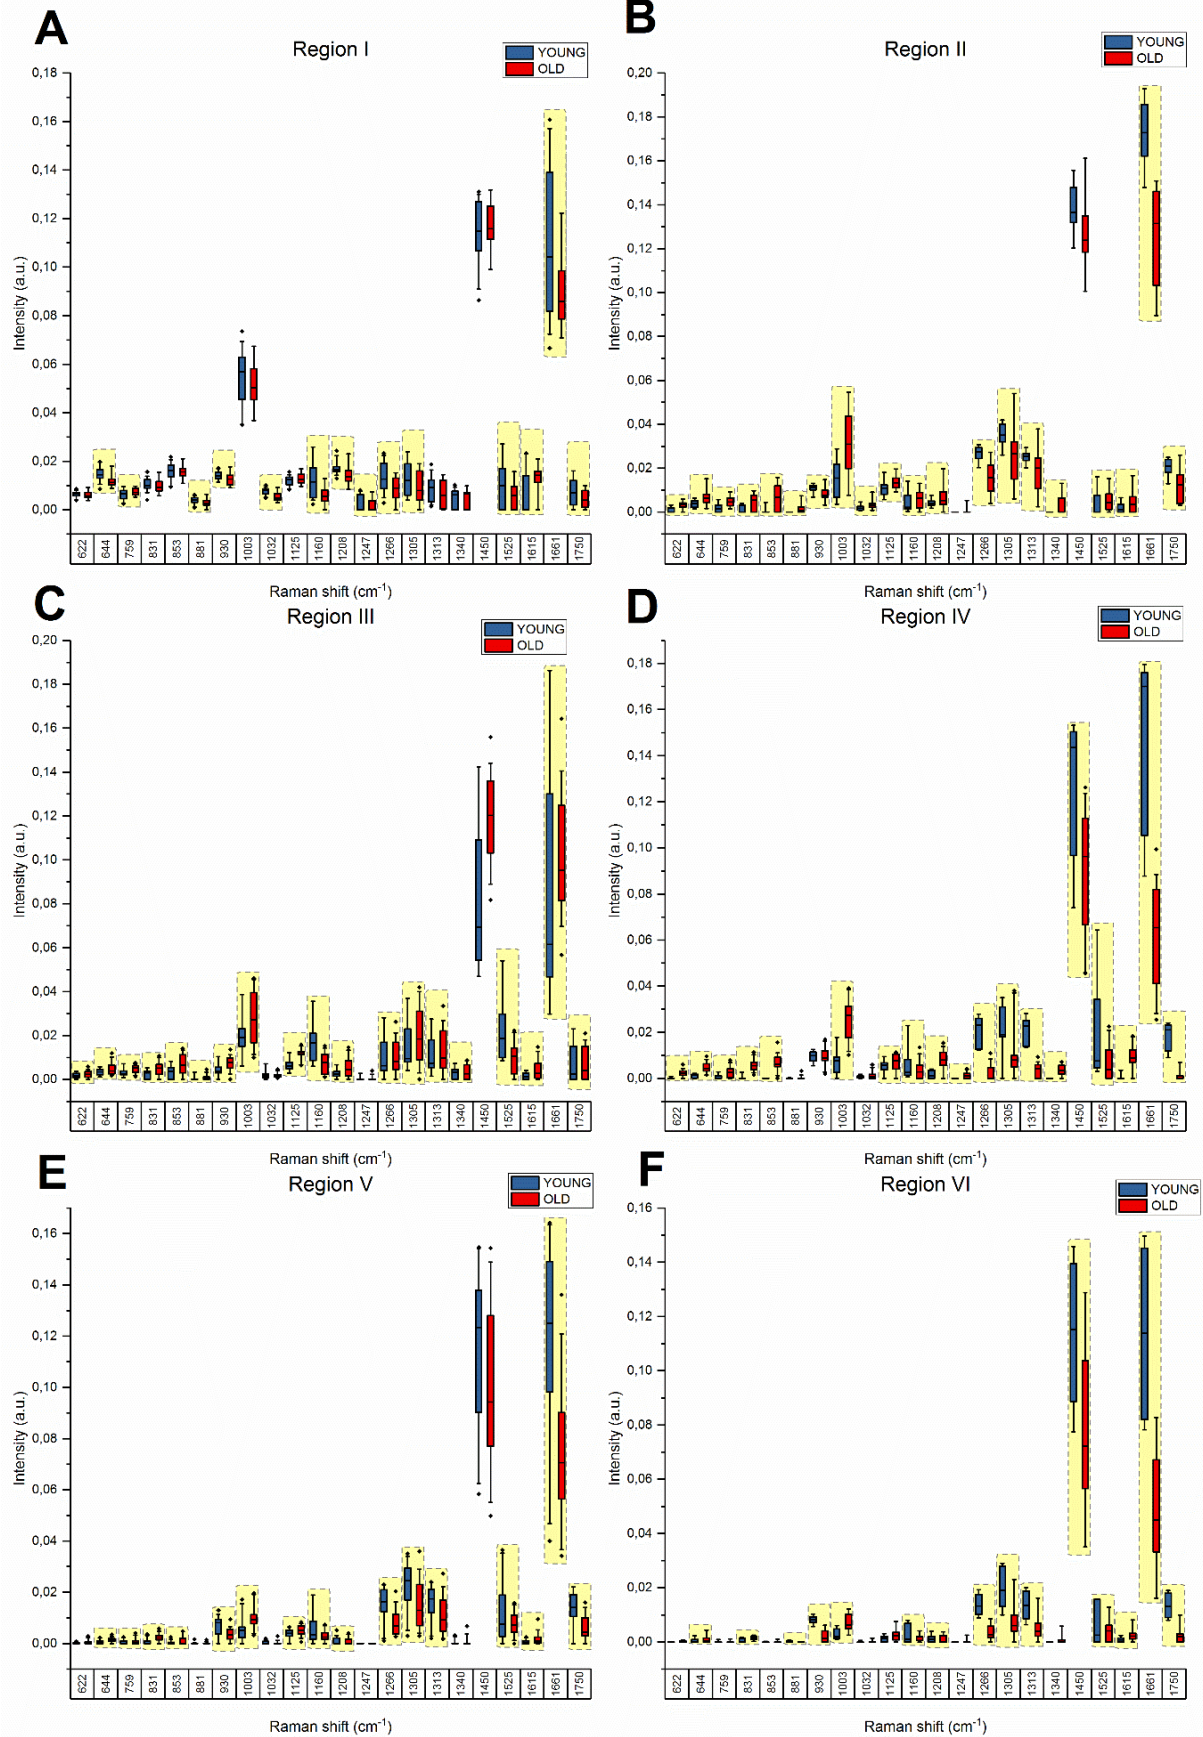 A
Region I
YOUNG
OLD
0,18
0,16
0,14
0,12
0,10
0,08
0,06
0,04
0,02
0,00
Intensity (a.u.)
622 644 759 831 853 881 930 1003 1032 1125 1160 1208 1247 1266 1305 1313 1340 1450 1525 1615 1661 1750
Raman shift (cm⁻¹)
B
Region II
YOUNG
OLD
0,20
0,18
0,16
0,14
0,12
0,10
0,08
0,06
0,04
0,02
0,00
Intensity (a.u.)
622 644 759 831 853 881 930 1003 1032 1125 1160 1208 1247 1266 1305 1313 1340 1450 1525 1615 1661 1750
Raman shift (cm⁻¹)
C
Region III
YOUNG
OLD
0,20
0,18
0,16
0,14
0,12
0,10
0,08
0,06
0,04
0,02
0,00
Intensity (a.u.)
622 644 759 831 853 881 930 1003 1032 1125 1160 1208 1247 1266 1305 1313 1340 1450 1525 1615 1661 1750
Raman shift (cm⁻¹)
D
Region IV
YOUNG
OLD
0,18
0,16
0,14
0,12
0,10
0,08
0,06
0,04
0,02
0,00
Intensity (a.u.)
622 644 759 831 853 881 930 1003 1032 1125 1160 1208 1247 1266 1305 1313 1340 1450 1525 1615 1661 1750
Raman shift (cm⁻¹)
E
Region V
YOUNG
OLD
0,16
0,14
0,12
0,10
0,08
0,06
0,04
0,02
0,00
Intensity (a.u.)
622 644 759 831 853 881 930 1003 1032 1125 1160 1208 1247 1266 1305 1313 1340 1450 1525 1615 1661 1750
Raman shift (cm⁻¹)
F
Region VI
YOUNG
OLD
0,16
0,14
0,12
0,10
0,08
0,06
0,04
0,02
0,00
Intensity (a.u.)
622 644 759 831 853 881 930 1003 1032 1125 1160 1208 1247 1266 1305 1313 1340 1450 1525 1615 1661 1750
Raman shift (cm⁻¹)